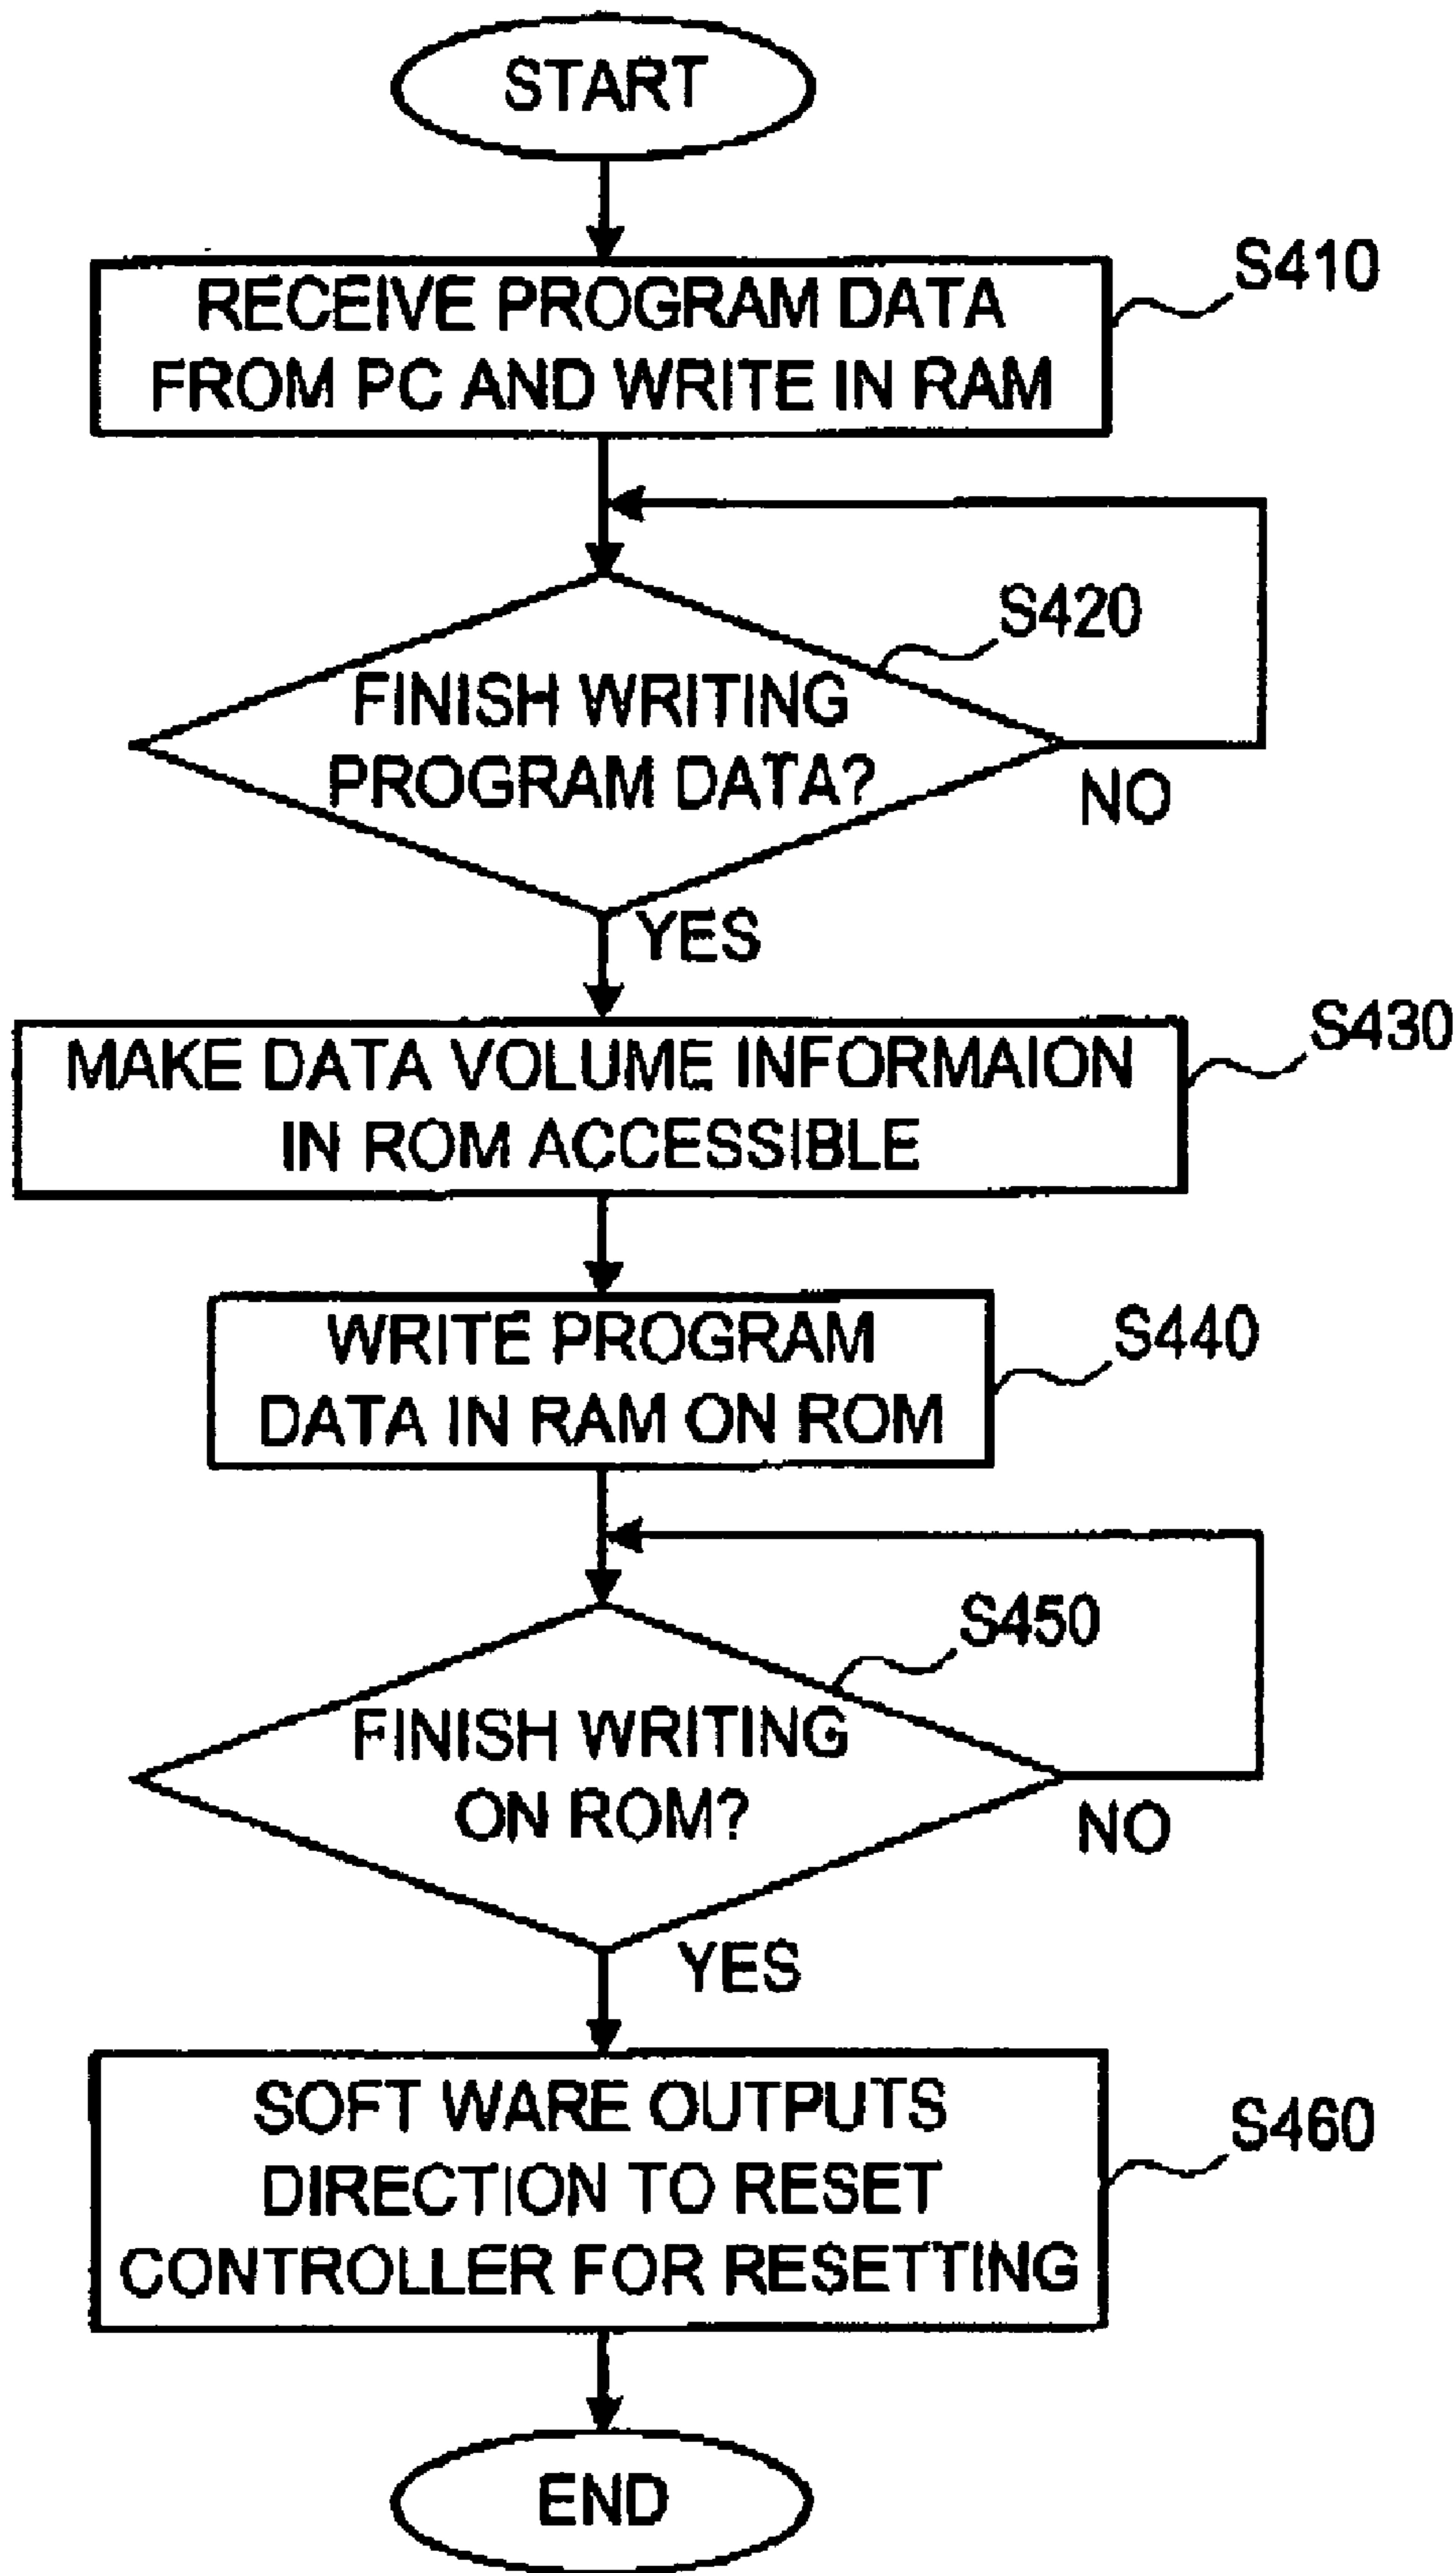 START
S410
RECEIVE PROGRAM DATA
FROM PC AND WRITE IN RAM
S420
FINISH WRITING
PROGRAM DATA?
NO
YES
S430
MAKE DATA VOLUME INFORMAION
IN ROM ACCESSIBLE
S440
WRITE PROGRAM
DATA IN RAM ON ROM
S450
FINISH WRITING
ON ROM?
NO
YES
SOFT WARE OUTPUTS
S460
DIRECTION TO RESET
CONTROLLER FOR RESETTING
END